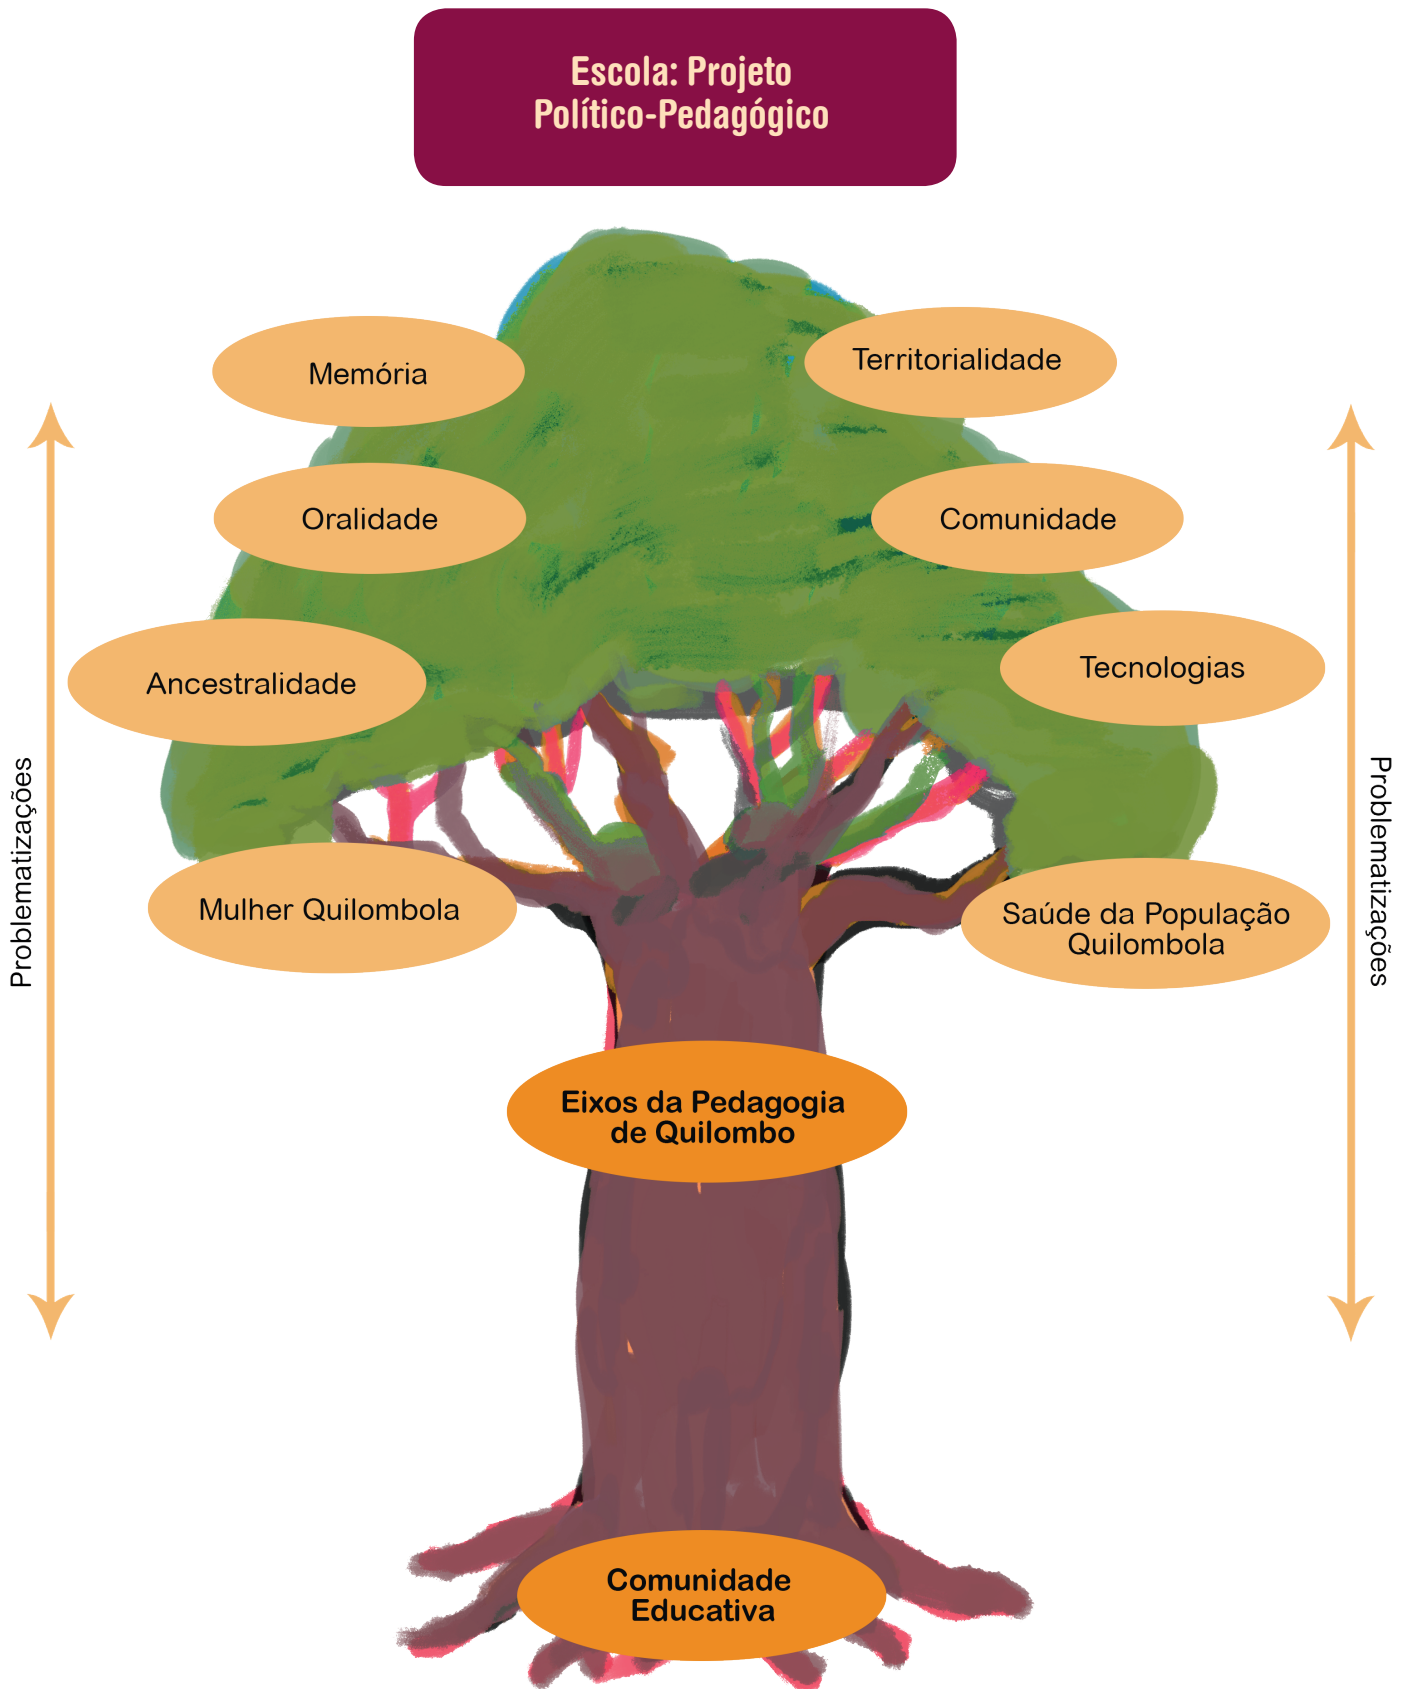 Escola: Projeto
Político-Pedagógico
Memória
Territorialidade
Oralidade
Comunidade
Ancestralidade
Tecnologias
Mulher Quilombola
Saúde da População
Quilombola
Problematizações
Problematizações
Eixos da Pedagogia
de Quilombo
Comunidade
Educativa